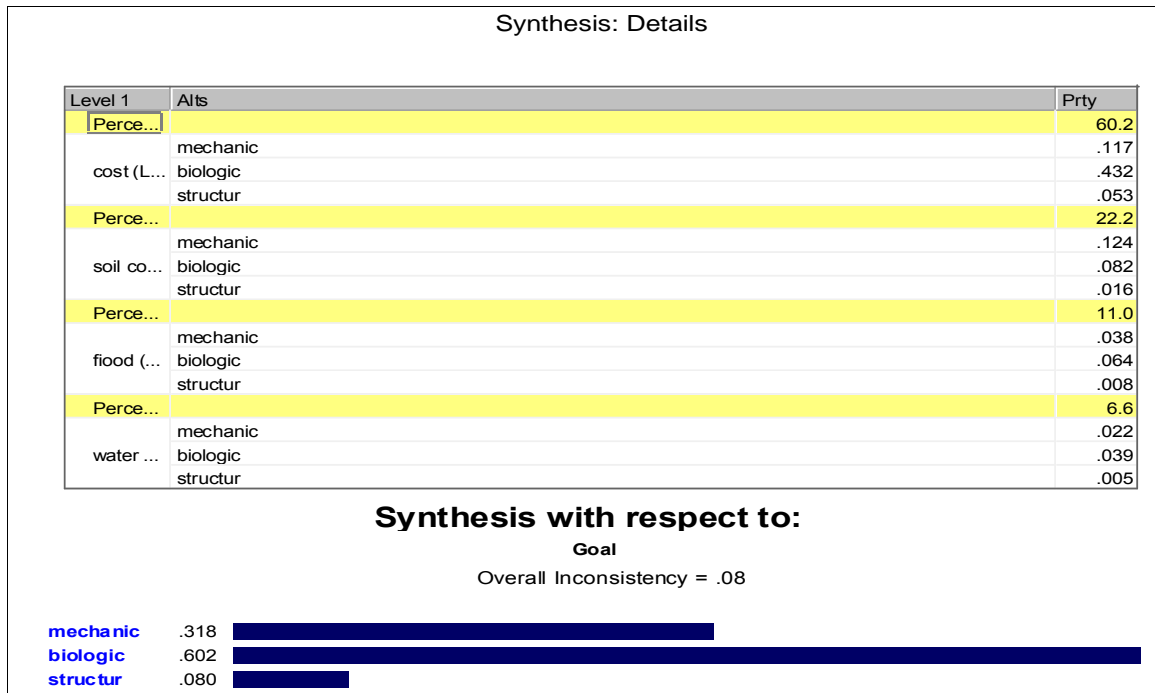 Synthesis: Details
Level 1 Alts Prty
Perce... 60.2
mechanic .117
cost (L... biologic .432
structur .053
Perce... 22.2
mechanic .124
soil co... biologic .082
structur .016
Perce... 11.0
mechanic .038
fiood (... biologic .064
structur .008
Perce... 6.6
mechanic .022
water ... biologic .039
structur .005
Synthesis with respect to:
Goal
Overall Inconsistency = .08
mechanic .318
biologic .602
structur .080